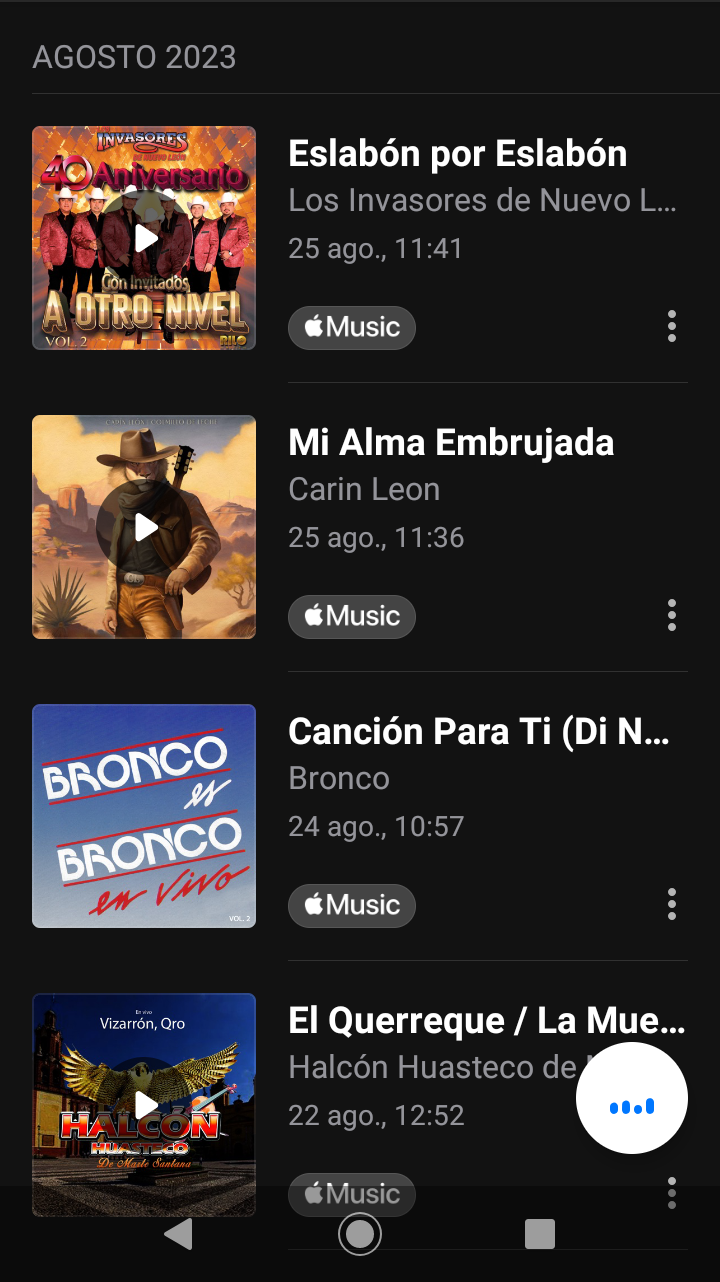 AGOSTO 2023
INVASORES
DE NUEVO LEÓN
40 Aniversario
Con Invitados
A OTRO NIVEL
VOL. 2
Eslabón por Eslabón
Los Invasores de Nuevo L...
25 ago., 11:41
Music
Mi Alma Embrujada
Carin Leon
25 ago., 11:36
Music
BRONCO
es
BRONCO
en vivo
VOL. 2
Canción Para Ti (Di N...
Bronco
24 ago., 10:57
Music
En vivo
Vizarrón, Qro
HALCÓN
HUASTECO
De Maste Santana
El Querreque / La Mue...
Halcón Huasteco de
22 ago., 12:52
Music